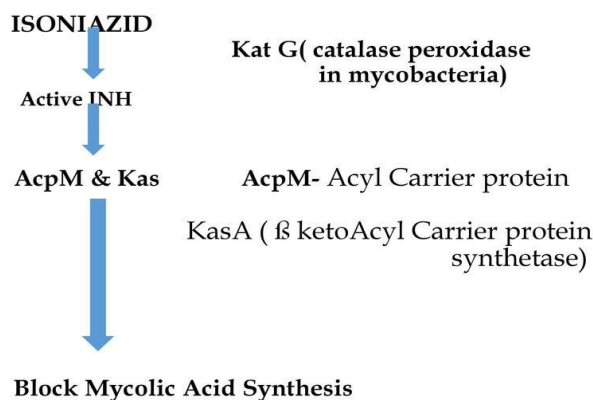 ISONIAZID
Kat G( catalase peroxidase
in mycobacteria)
Active INH
AcpM & Kas
AcpM- Acyl Carrier protein
KasA ( ß ketoAcyl Carrier protein
synthetase)
Block Mycolic Acid Synthesis